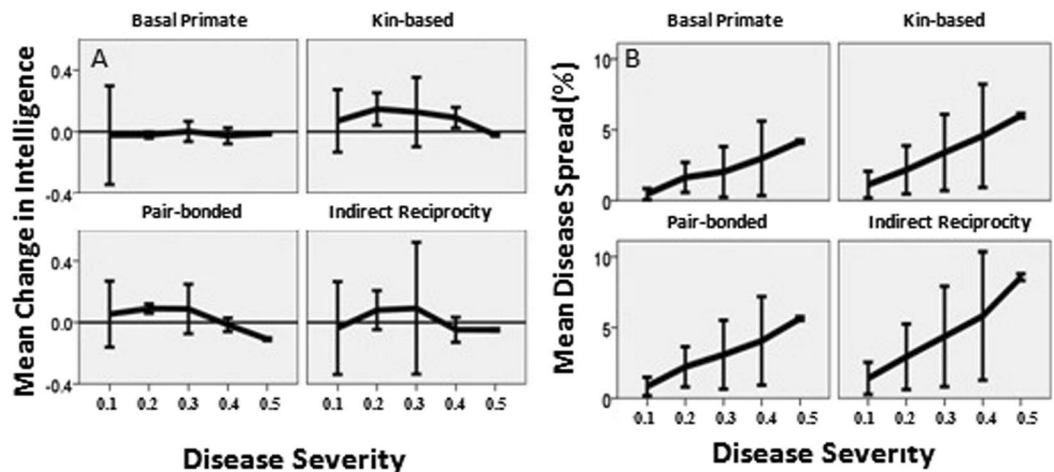 Basal Primate Kin-based
A
Mean Change in Intelligence
0.4
0.0
-0.4
Pair-bonded Indirect Reciprocity
0.4
0.0
-0.4
0.1 0.2 0.3 0.4 0.5 0.1 0.2 0.3 0.4 0.5
Disease Severity
Basal Primate Kin-based
B
Mean Disease Spread (%)
10
5
0
Pair-bonded Indirect Reciprocity
10
5
0
0.1 0.2 0.3 0.4 0.5 0.1 0.2 0.3 0.4 0.5
Disease Severity